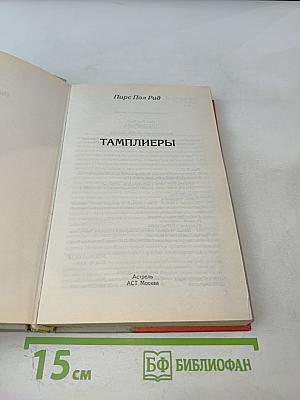 Пирс Пол Рид
ТАМПЛИЕРЫ
Астрель
АСТ Москва
15 см
БФ БИБЛИОФАН